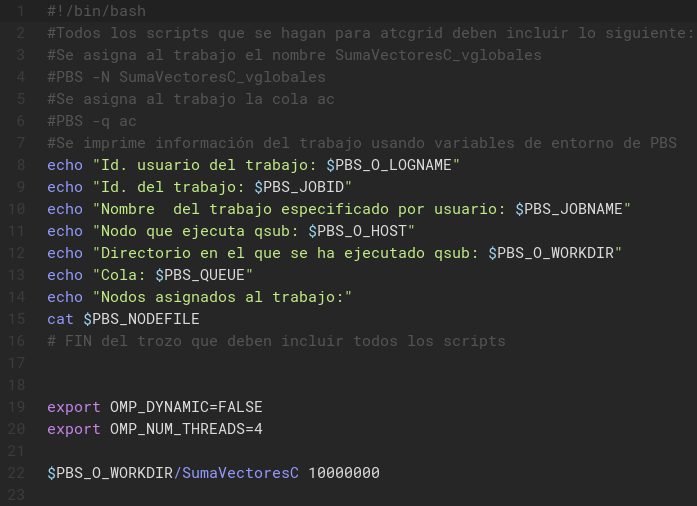 1 #!/bin/bash
2 #Todos los scripts que se hagan para atcgrid deben incluir lo siguiente:
3 #Se asigna al trabajo el nombre SumaVectoresC_vglobales
4 #PBS -N SumaVectoresC_vglobales
5 #Se asigna al trabajo la cola ac
6 #PBS -q ac
7 #Se imprime información del trabajo usando variables de entorno de PBS
8 echo "Id. usuario del trabajo: $PBS_O_LOGNAME"
9 echo "Id. del trabajo: $PBS_JOBID"
10 echo "Nombre  del trabajo especificado por usuario: $PBS_JOBNAME"
11 echo "Nodo que ejecuta qsub: $PBS_O_HOST"
12 echo "Directorio en el que se ha ejecutado qsub: $PBS_O_WORKDIR"
13 echo "Cola: $PBS_QUEUE"
14 echo "Nodos asignados al trabajo:"
15 cat $PBS_NODEFILE
16 # FIN del trozo que deben incluir todos los scripts
17
18
19 export OMP_DYNAMIC=FALSE
20 export OMP_NUM_THREADS=4
21
22 $PBS_O_WORKDIR/SumaVectoresC 10000000
23